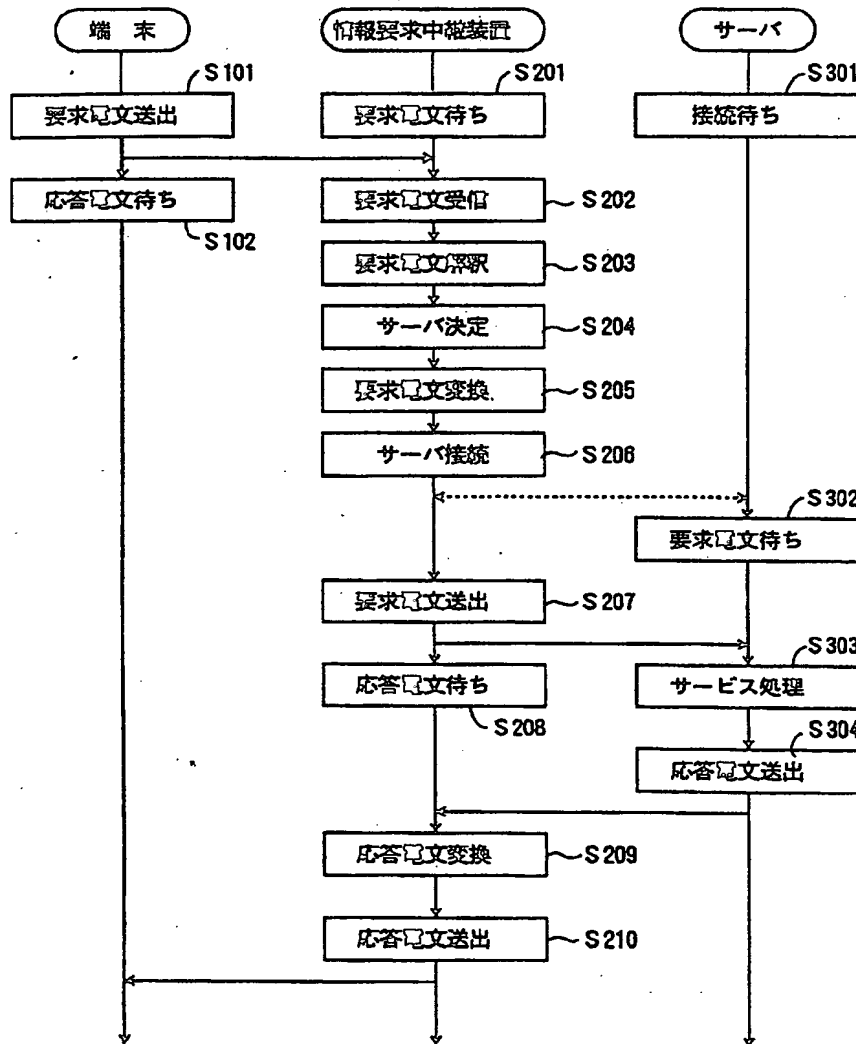 端末 情報要求中継装置 サーバ
S101 S201 S301
要求電文送出 要求電文待ち 接続待ち
応答電文待ち 要求電文受信 S202
S102
要求電文解釈 S203
サーバ決定 S204
要求電文変換 S205
サーバ接続 S206
S302
要求電文待ち
要求電文送出 S207
S303
応答電文待ち サービス処理
S208 S304
応答電文送出
応答電文変換 S209
応答電文送出 S210